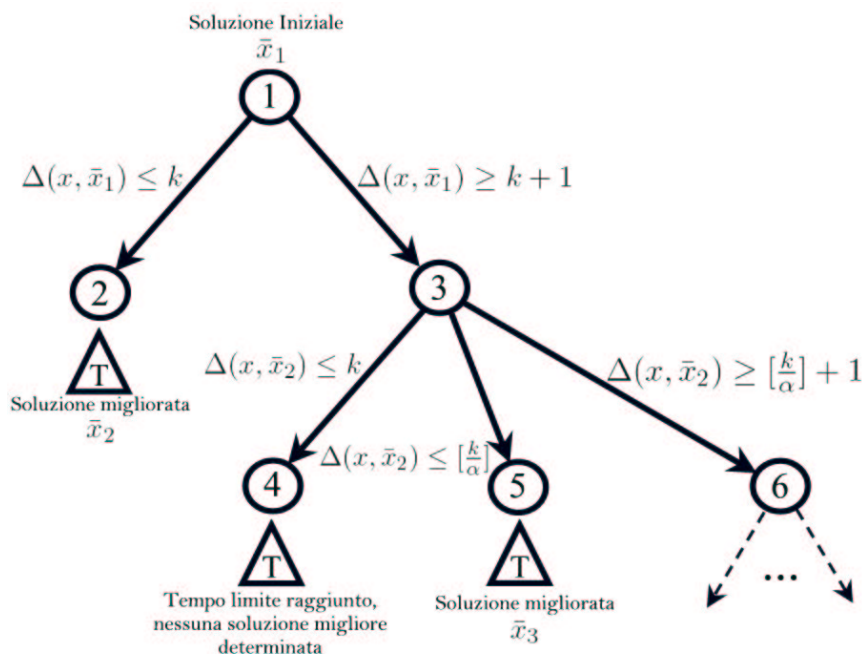 Soluzione Iniziale
x̄₁
1
Δ(x, x̄₁) ≤ k
Δ(x, x̄₁) ≥ k + 1
2
3
T
Soluzione migliorata
x̄₂
Δ(x, x̄₂) ≤ k
Δ(x, x̄₂) ≤ [k/α]
Δ(x, x̄₂) ≥ [k/α] + 1
4
5
6
T
T
...
Tempo limite raggiunto,
nessuna soluzione migliore
determinata
Soluzione migliorata
x̄₃